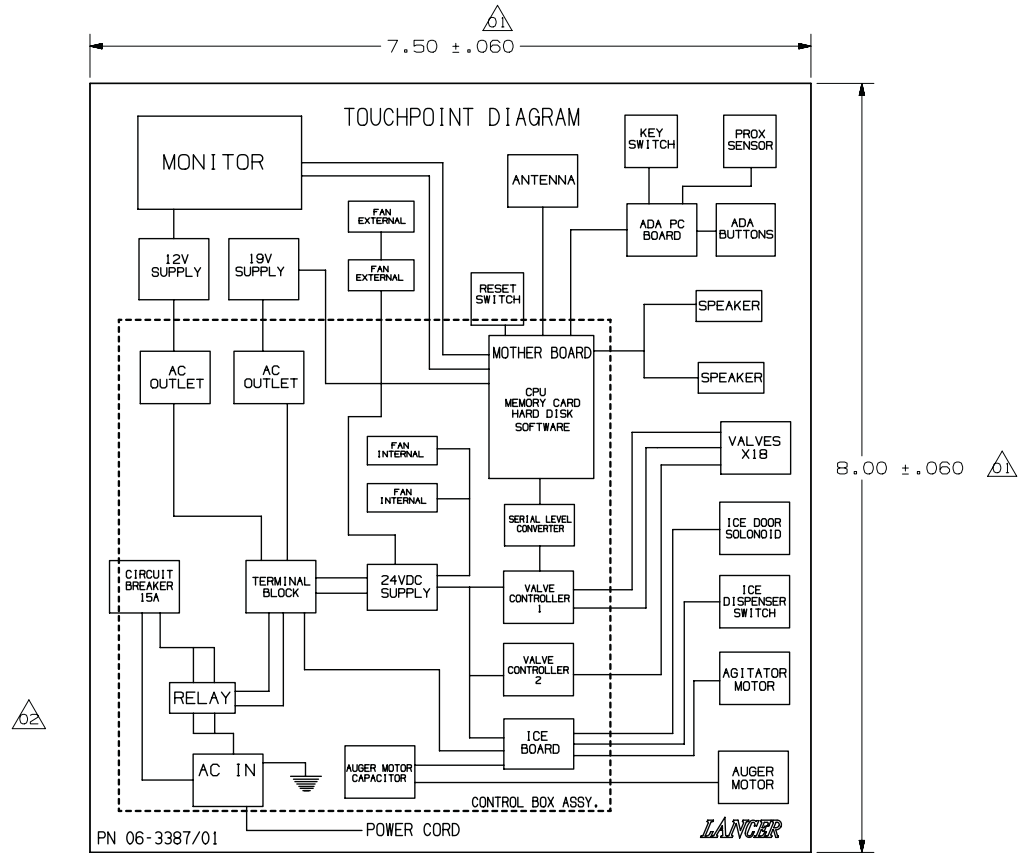 01
7.50 ±.060
TOUCHPOINT DIAGRAM
MONITOR
KEY
SWITCH
PROX
SENSOR
ANTENNA
FAN
EXTERNAL
ADA PC
BOARD
ADA
BUTTONS
12V
SUPPLY
19V
SUPPLY
FAN
EXTERNAL
RESET
SWITCH
SPEAKER
MOTHER BOARD
CPU
MEMORY CARD
HARD DISK
SOFTWARE
AC
OUTLET
AC
OUTLET
SPEAKER
FAN
INTERNAL
VALVES
X18
8.00 ±.060
01
FAN
INTERNAL
SERIAL LEVEL
CONVERTER
ICE DOOR
SOLONOID
CIRCUIT
BREAKER
15A
TERMINAL
BLOCK
24VDC
SUPPLY
VALVE
CONTROLLER
1
ICE
DISPENSER
SWITCH
VALVE
CONTROLLER
2
AGITATOR
MOTOR
RELAY
02
ICE
BOARD
AC IN
AUGER MOTOR
CAPACITOR
AUGER
MOTOR
CONTROL BOX ASSY.
POWER CORD
PN 06-3387/01
LANCER